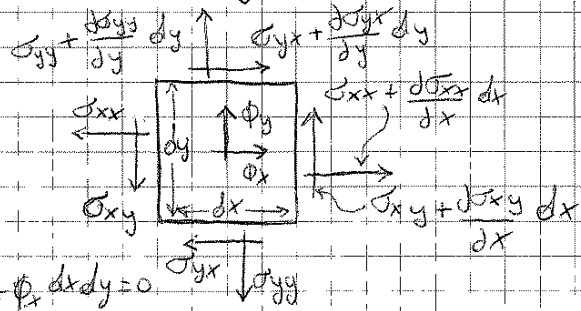 σyy + ∂σyy/∂y dy
σyx + ∂σyx/∂y dy
σxx
σxx + ∂σxx/∂x dx
ϕy
dy
ϕx
σxy
dx
σxy + ∂σxy/∂x dx
σyx
σyy
ϕx dxdy=0